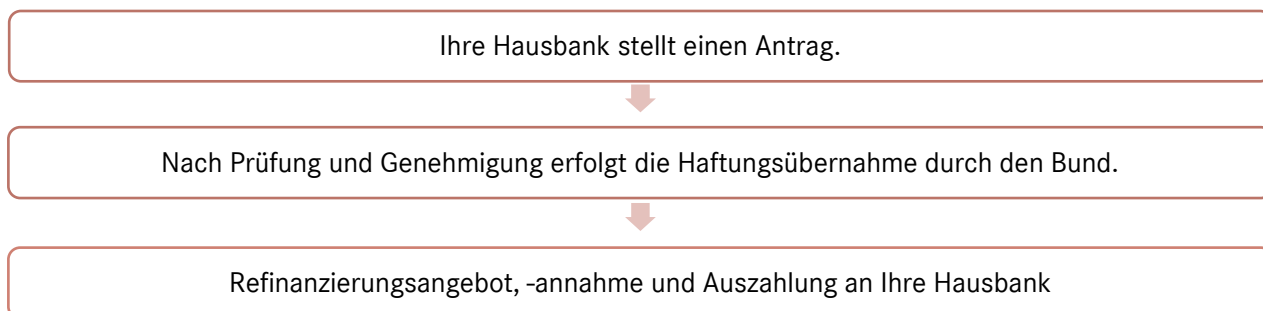 Ihre Hausbank stellt einen Antrag.
Nach Prüfung und Genehmigung erfolgt die Haftungsübernahme durch den Bund.
Refinanzierungsangebot, -annahme und Auszahlung an Ihre Hausbank